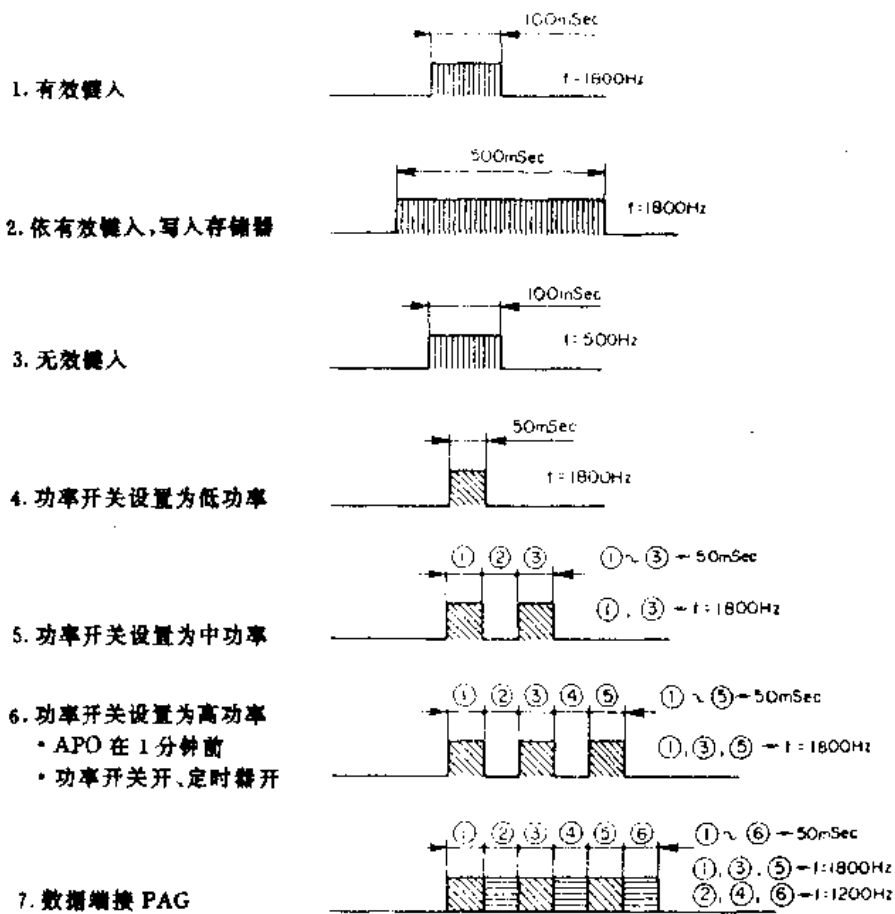 100mSec
1. 有效键入
f=1800Hz
500mSec
2. 依有效键入,写入存储器
f=1800Hz
100mSec
3. 无效键入
f=500Hz
50mSec
4. 功率开关设置为低功率
f=1800Hz
① ② ③ ①~③─50mSec
5. 功率开关设置为中功率
①, ③─f=1800Hz
① ② ③ ④ ⑤ ①~⑤─50mSec
6. 功率开关设置为高功率
• APO 在 1 分钟前
①,③,⑤─f=1800Hz
• 功率开关开、定时器开
① ② ③ ④ ⑤ ⑥ ①~⑥─50mSec
①,③,⑤─f=1800Hz
②,④,⑥─f=1200Hz
7. 数据端接 PAG